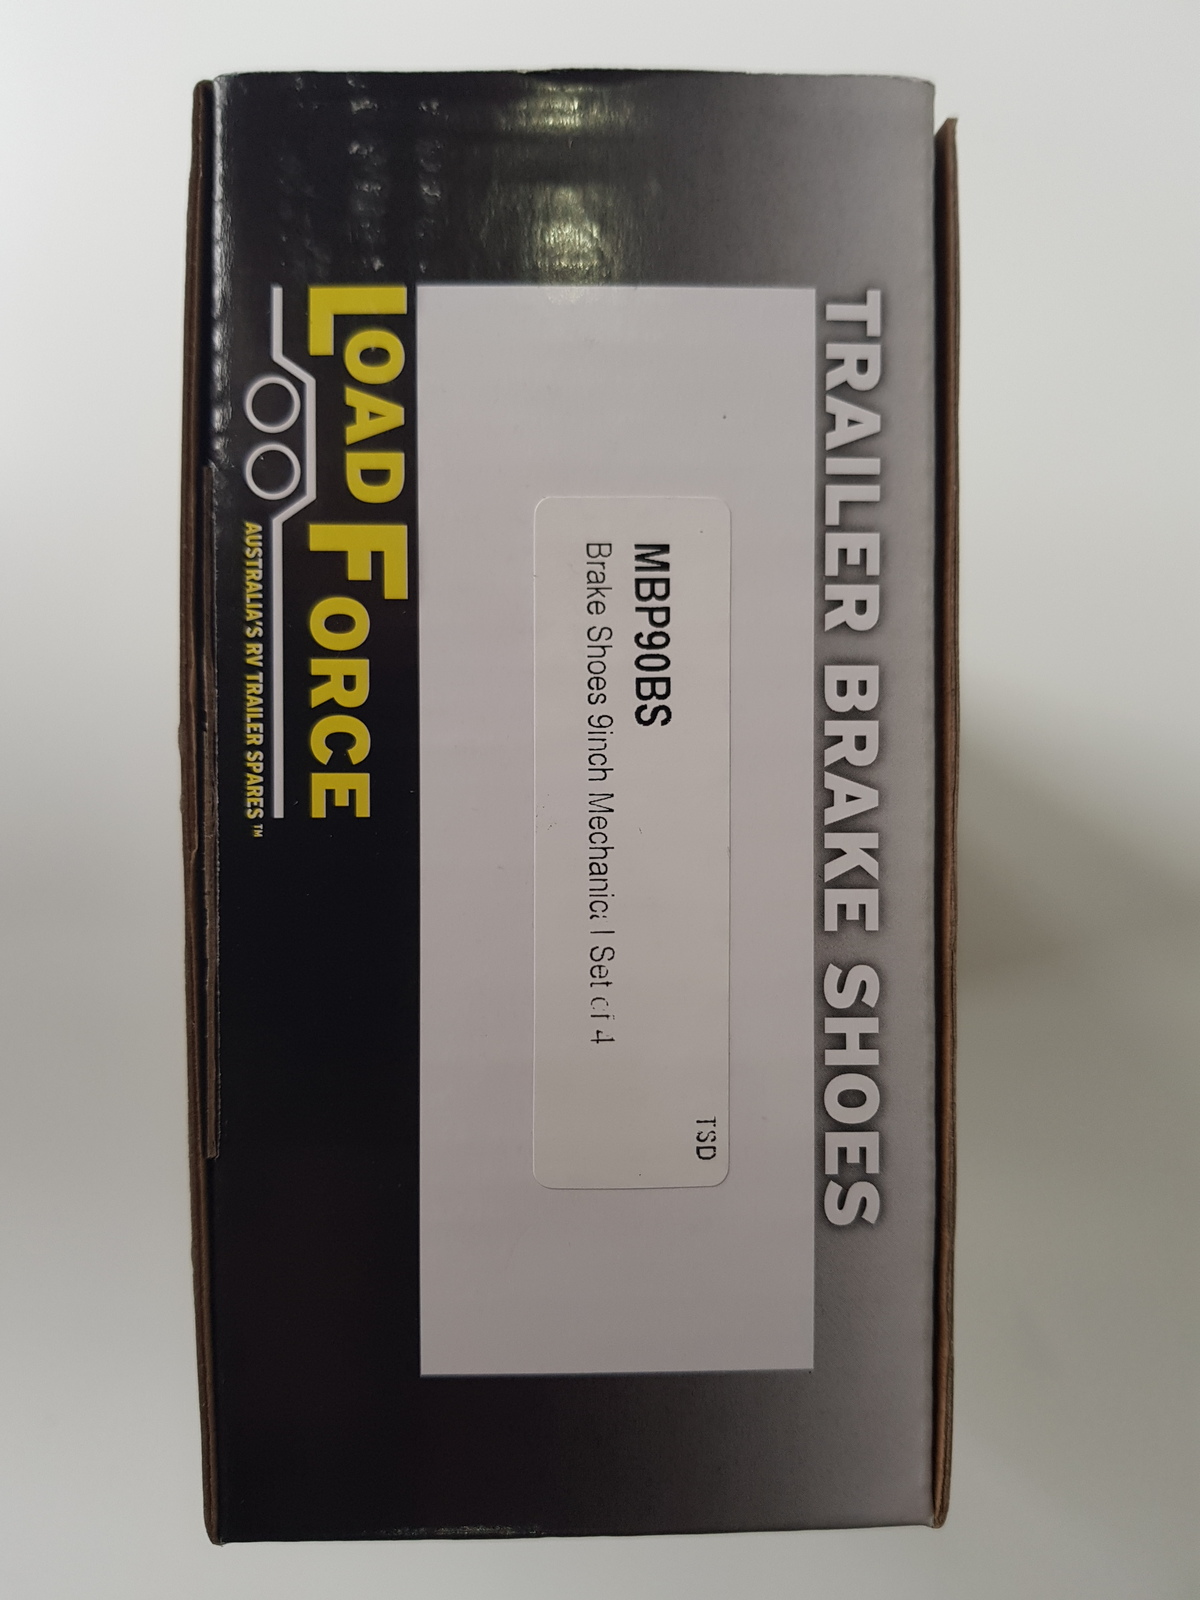 TRAILER BRAKE SHOES
TSD
MBP90BS
Brake Shoes 9inch Mechanical Set of 4
LOAD FORCE
AUSTRALIA'S RV TRAILER SPARES™